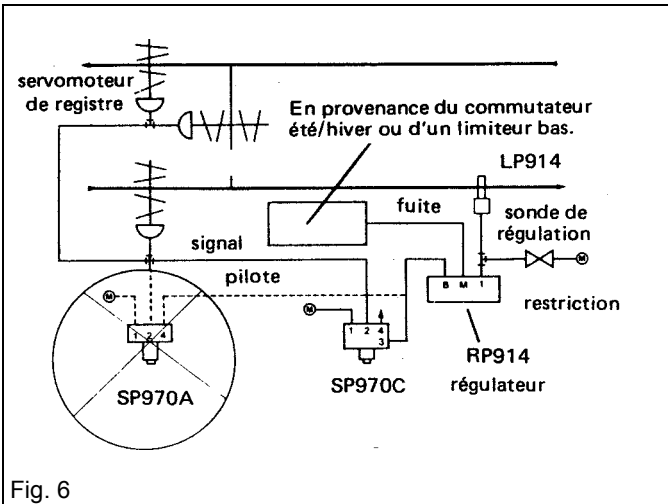 servomoteur
de registre
En provenance du commutateur
été/hiver ou d'un limiteur bas.
LP914
fuite
sonde de
régulation
signal
pilote
M
B M 1
restriction
M
1 2 4
M
1 2 4
3
RP914
régulateur
SP970A
SP970C
Fig. 6